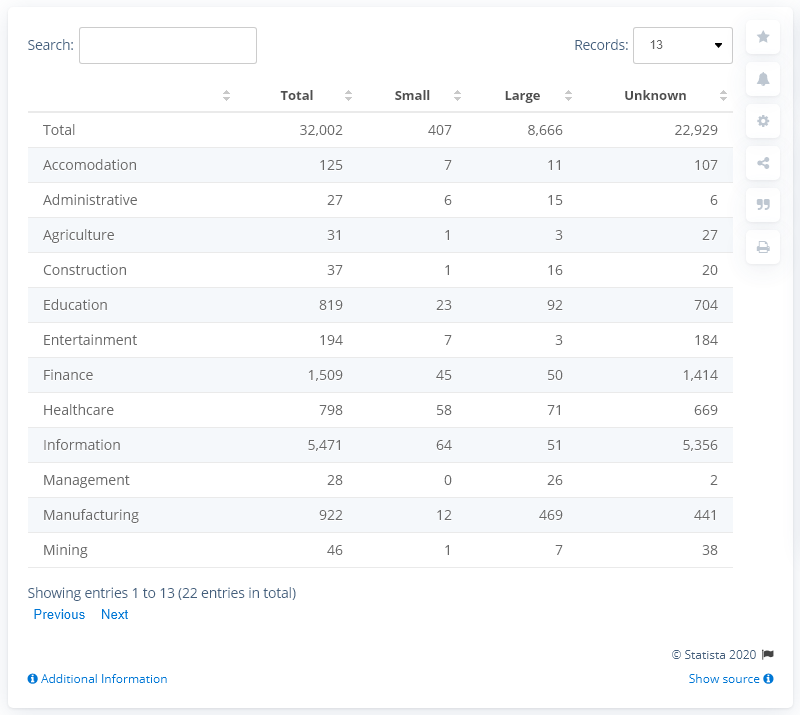 Search: Records: 13
Total Small Large Unknown
Total 32,002 407 8,666 22,929
Accomodation 125 7 11 107
Administrative 27 6 15 6
Agriculture 31 1 3 27
Construction 37 1 16 20
Education 819 23 92 704
Entertainment 194 7 3 184
Finance 1,509 45 50 1,414
Healthcare 798 58 71 669
Information 5,471 64 51 5,356
Management 28 0 26 2
Manufacturing 922 12 469 441
Mining 46 1 7 38
Showing entries 1 to 13 (22 entries in total)
Previous Next
© Statista 2020
Additional Information Show source